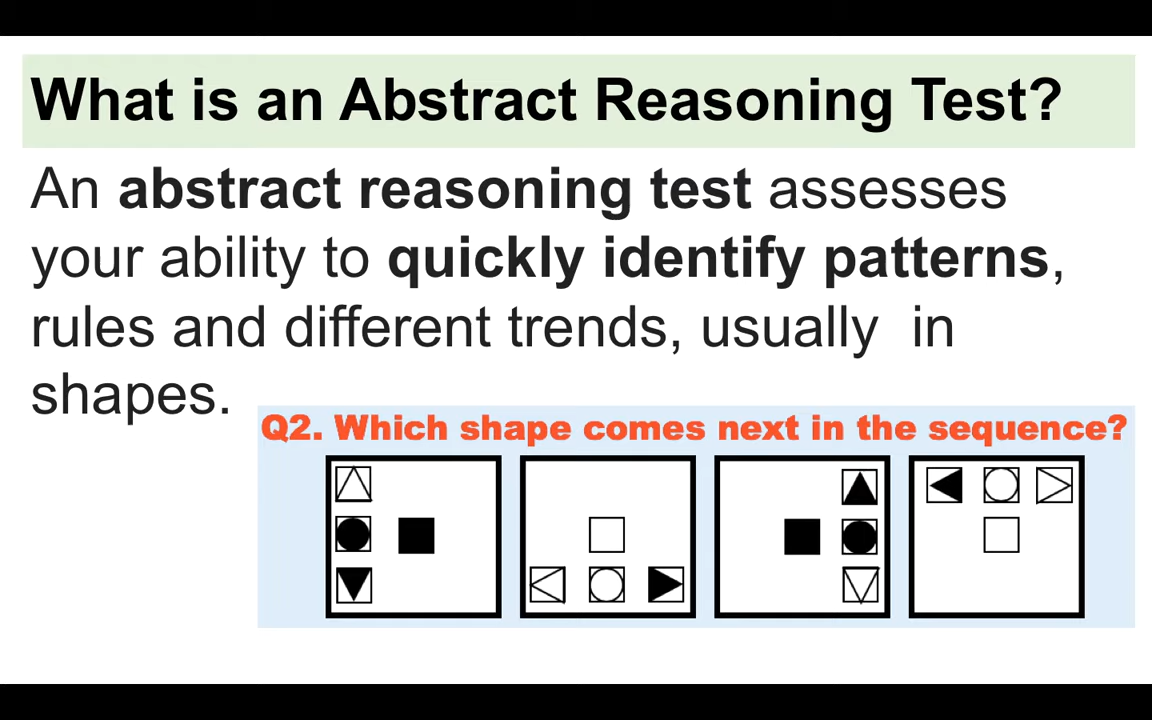 What is an Abstract Reasoning Test?
An abstract reasoning test assesses
your ability to quickly identify patterns,
rules and different trends, usually in
shapes.
Q2. Which shape comes next in the sequence?